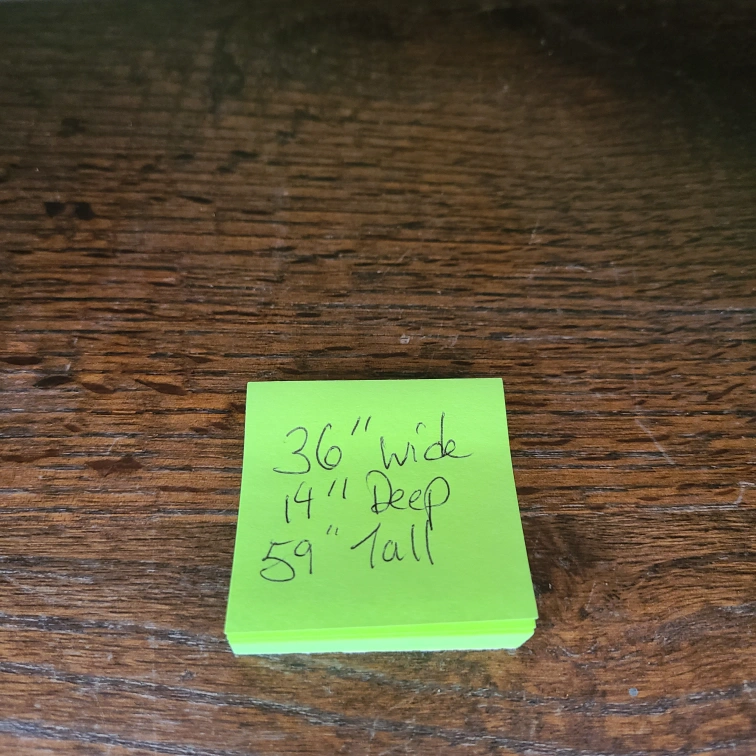 36" wide
14" Deep
59" Tall